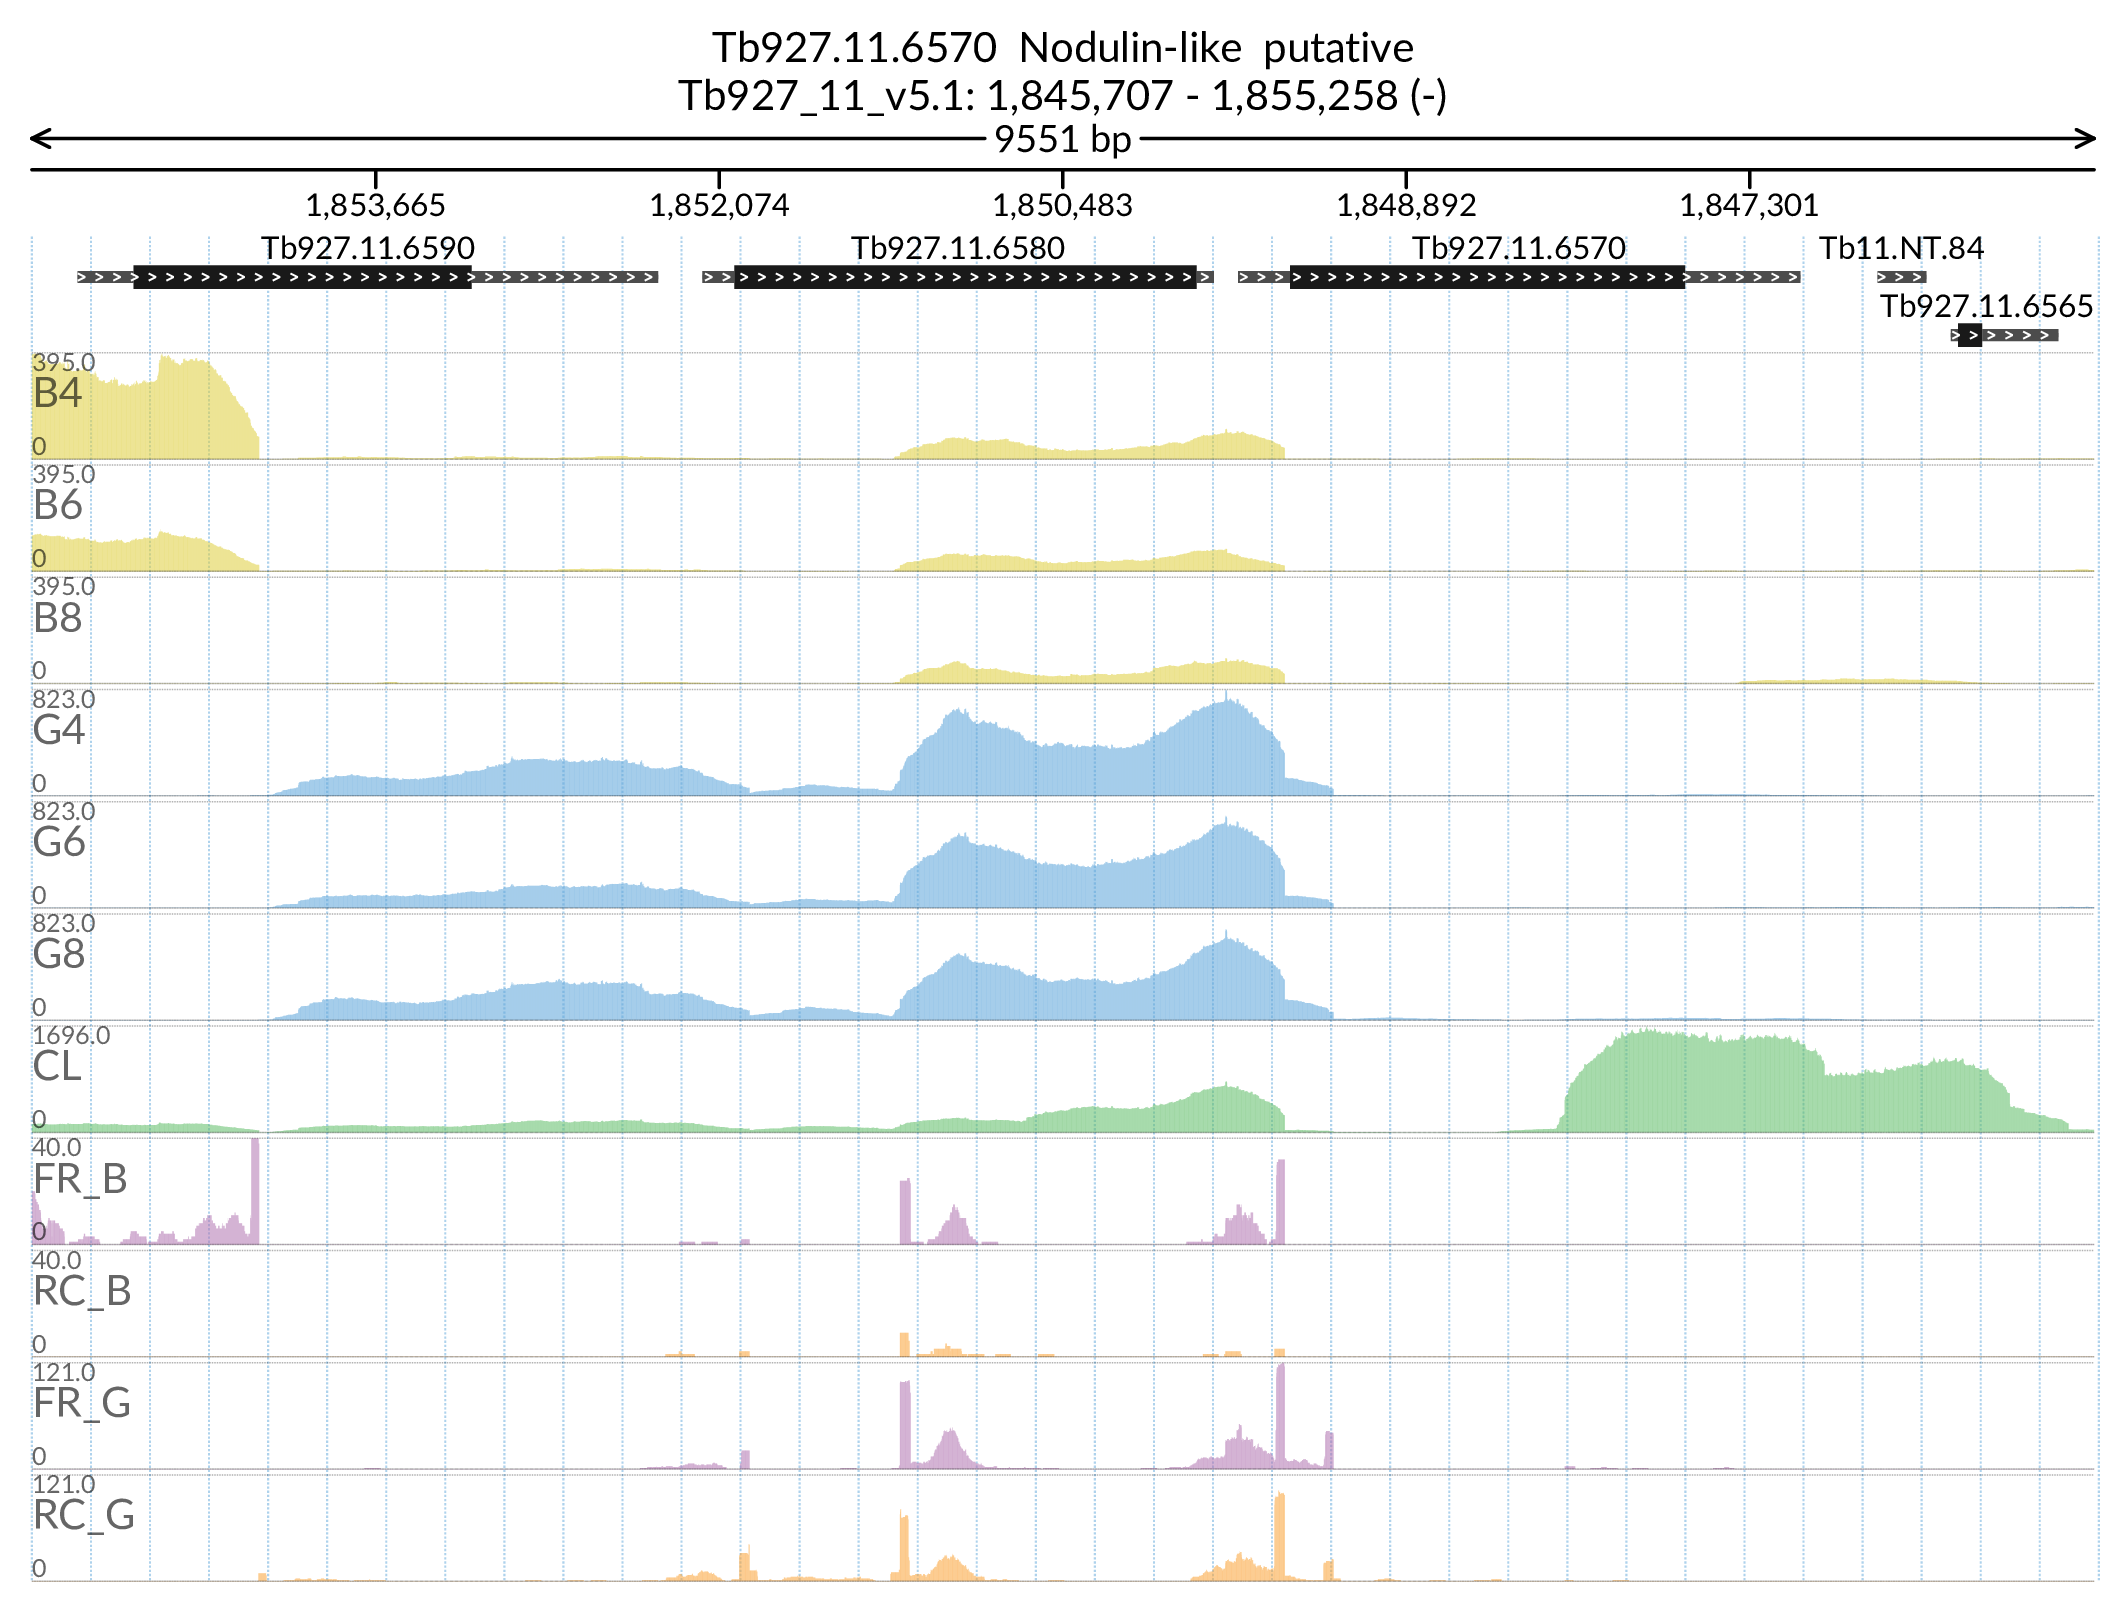 Tb927.11.6570 Nodulin-like putative
Tb927_11_v5.1: 1,845,707 - 1,855,258 (-)
9551 bp
1,853,665 1,852,074 1,850,483 1,848,892 1,847,301
Tb927.11.6590 Tb927.11.6580 Tb927.11.6570 Tb11.NT.84
Tb927.11.6565
395.0
B4
0
395.0
B6
0
395.0
B8
0
823.0
G4
0
823.0
G6
0
823.0
G8
0
1696.0
CL
0
40.0
FR_B
0
40.0
RC_B
0
121.0
FR_G
0
121.0
RC_G
0